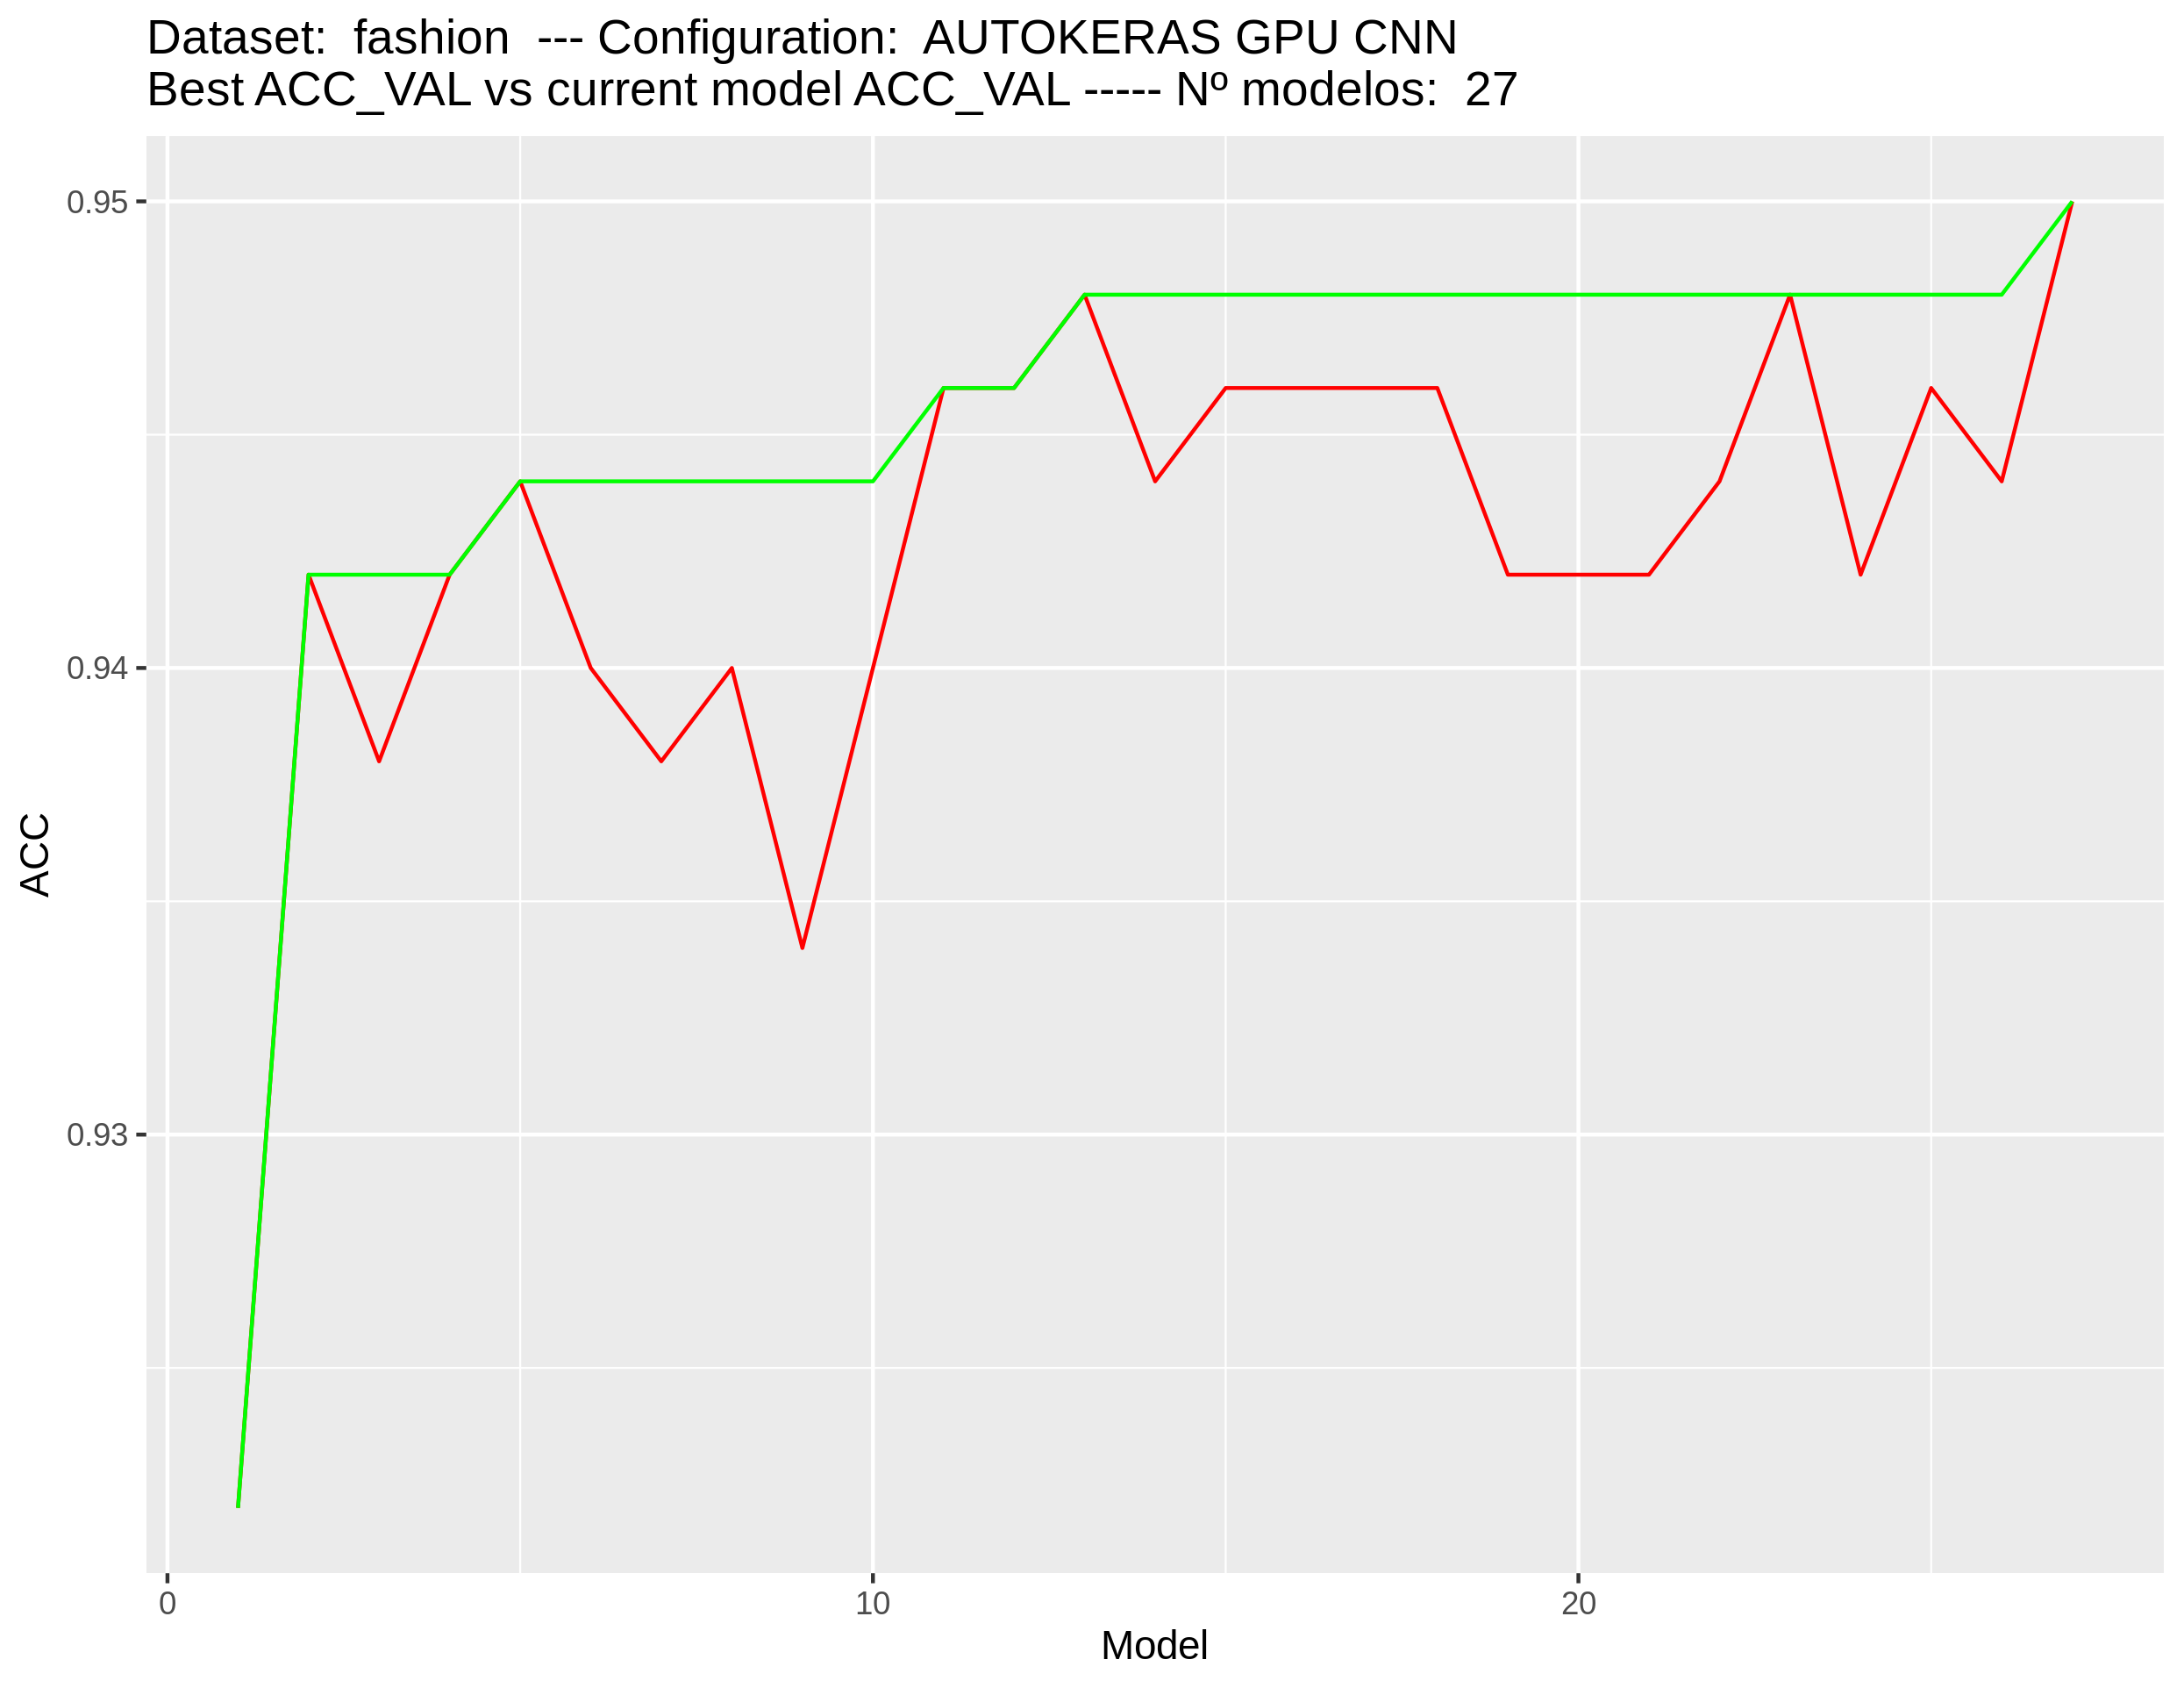 Dataset:  fashion  --- Configuration:  AUTOKERAS GPU CNN
Best ACC_VAL vs current model ACC_VAL ----- Nº modelos:  27
0.95
0.94
0.93
ACC
0
10
20
Model